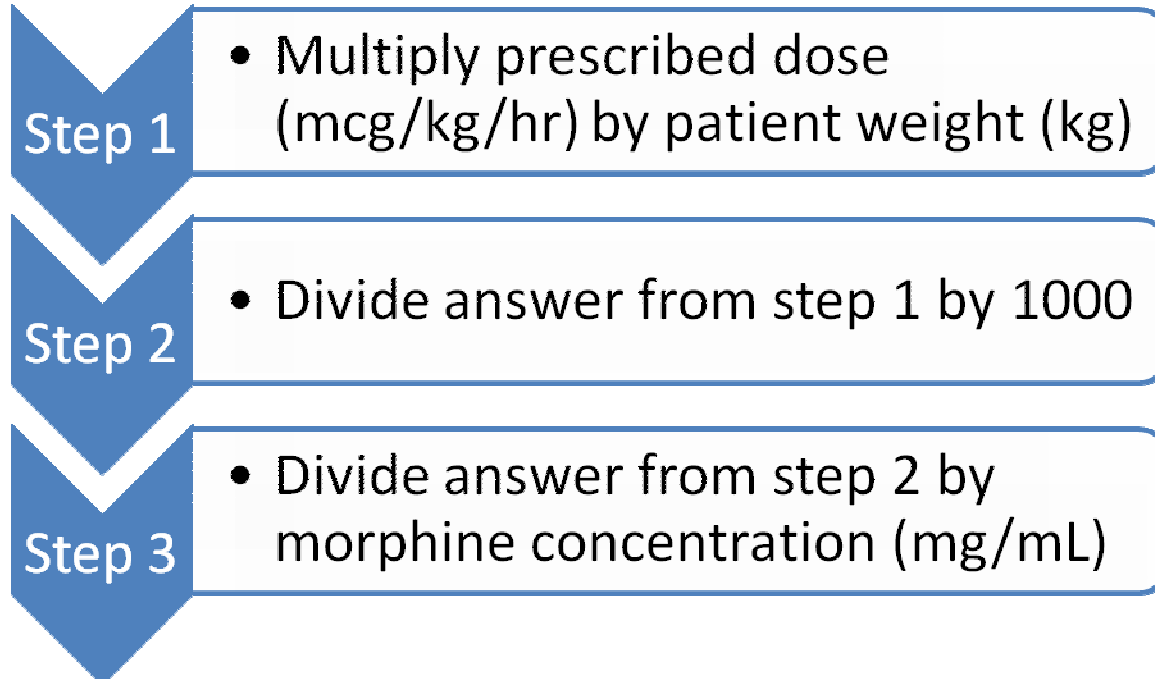 Step 1
• Multiply prescribed dose
(mcg/kg/hr) by patient weight (kg)
Step 2
• Divide answer from step 1 by 1000
Step 3
• Divide answer from step 2 by
morphine concentration (mg/mL)